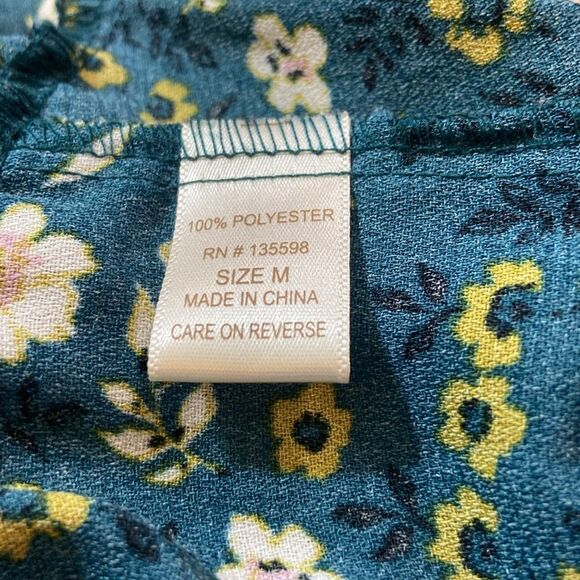 100% POLYESTER
RN # 135598
SIZE M
MADE IN CHINA
CARE ON REVERSE